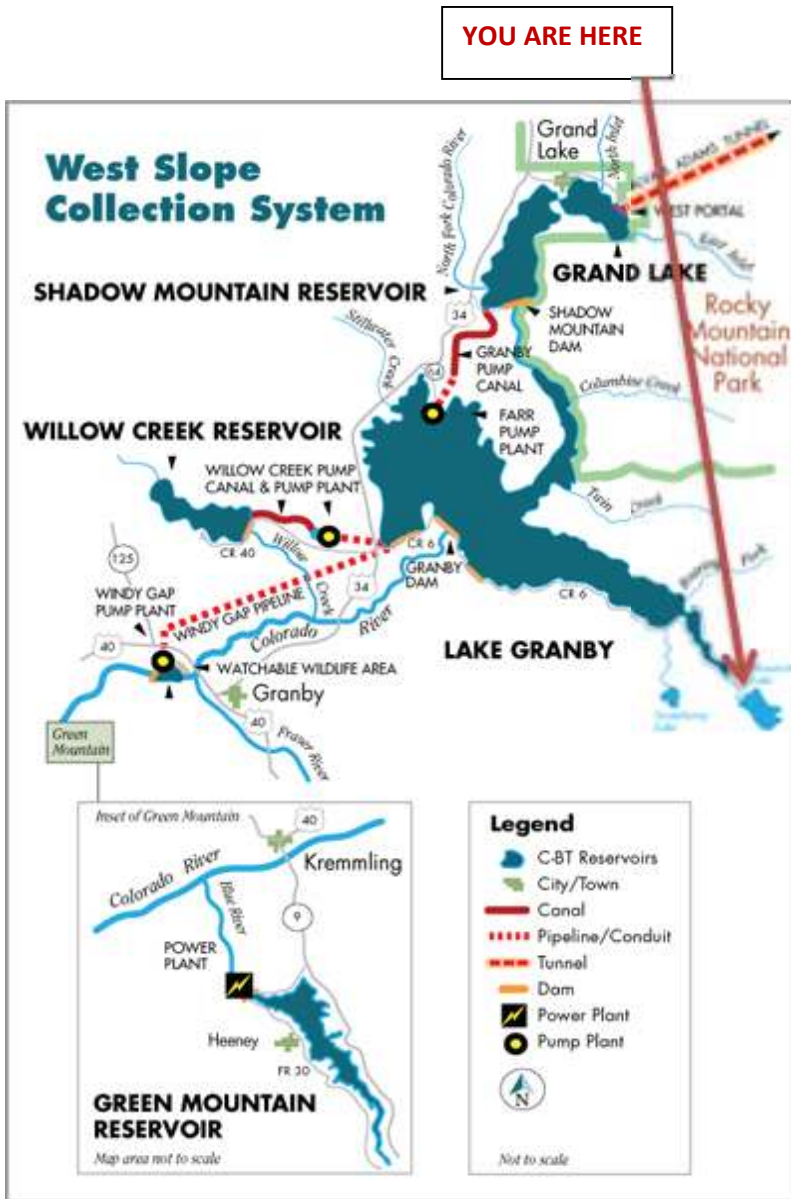 YOU ARE HERE
West Slope
Collection System
North Fork Colorado River
Grand
Lake
North Inlet
ADAMS TUNNEL
WEST PORTAL
East Inlet
GRAND LAKE
SHADOW MOUNTAIN RESERVOIR
34
SHADOW
MOUNTAIN
DAM
Rocky
Mountain
National
Park
Stillwater Creek
GRANBY
PUMP
CANAL
64
Columbine Creek
FARR
PUMP
PLANT
WILLOW CREEK RESERVOIR
WILLOW CREEK PUMP
CANAL & PUMP PLANT
Twin
Creek
CR 40
Willow
Creek
CR 6
GRANBY
DAM
125
34
CR 6
Fork
WINDY GAP
PUMP PLANT
WINDY GAP PIPELINE
Colorado
River
LAKE GRANBY
40
WATCHABLE WILDLIFE AREA
Granby
40
Fraser River
Green
Mountain
Inset of Green Mountain
40
Kremmling
Colorado River
Blue River
9
POWER
PLANT
Heeney
FR 30
GREEN MOUNTAIN
RESERVOIR
Map area not to scale
Legend
C-BT Reservoirs
City/Town
Canal
Pipeline/Conduit
Tunnel
Dam
Power Plant
Pump Plant
N
Not to scale